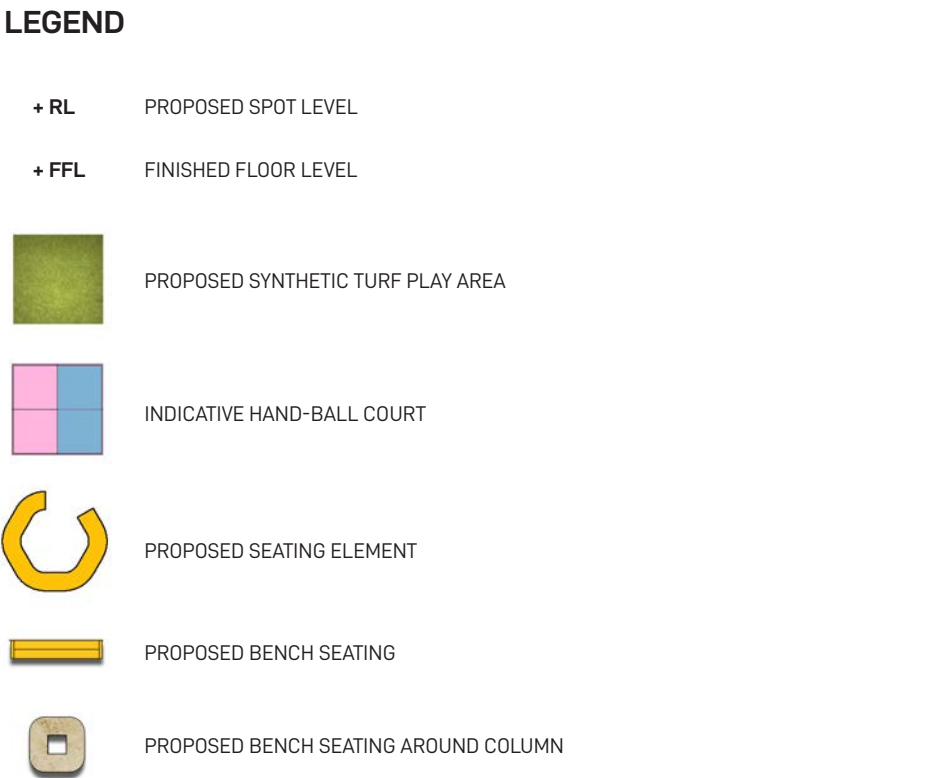 LEGEND
+ RL PROPOSED SPOT LEVEL
+ FFL FINISHED FLOOR LEVEL
PROPOSED SYNTHETIC TURF PLAY AREA
INDICATIVE HAND-BALL COURT
PROPOSED SEATING ELEMENT
PROPOSED BENCH SEATING
PROPOSED BENCH SEATING AROUND COLUMN